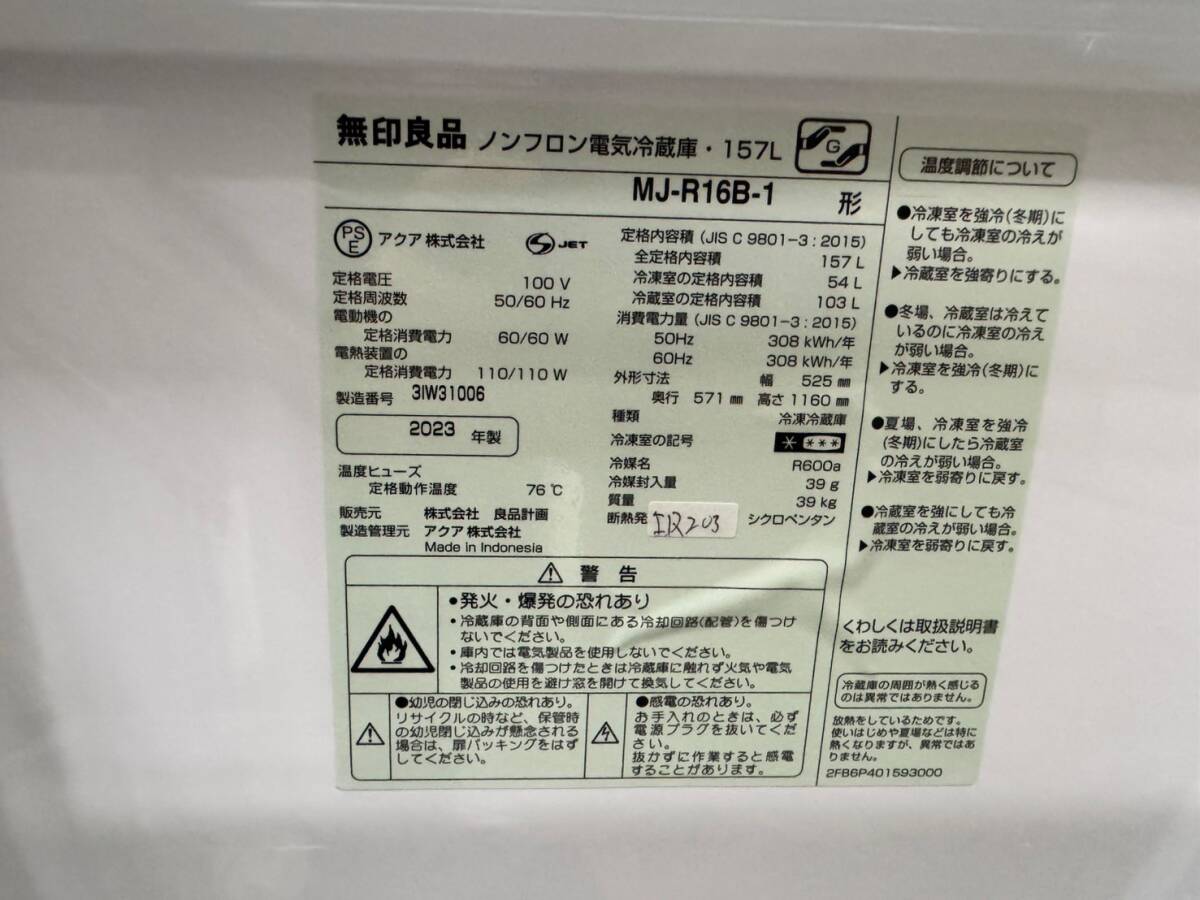 無印良品 ノンフロン電気冷蔵庫・157L
G
MJ-R16B-1 形
PS
E
アクア 株式会社
S JET
定格電圧 100 V
定格周波数 50/60 Hz
電動機の
定格消費電力 60/60 W
電熱装置の
定格消費電力 110/110 W
製造番号 3IW31006
2023 年製
温度ヒューズ
定格動作温度 76 ℃
販売元 株式会社 良品計画
製造管理元 アクア 株式会社
Made in Indonesia
定格内容積 (JIS C 9801-3 : 2015)
全定格内容積 157 L
冷凍室の定格内容積 54 L
冷蔵室の定格内容積 103 L
消費電力量 (JIS C 9801-3 : 2015)
50Hz 308 kWh/年
60Hz 308 kWh/年
外形寸法 幅 525 ㎜
奥行 571 ㎜ 高さ 1160 ㎜
種類 冷凍冷蔵庫
冷凍室の記号
冷媒名 R600a
冷媒封入量 39 g
質量 39 kg
断熱発 シクロペンタン
警告
・発火・爆発の恐れあり
・冷蔵庫の背面や側面にある冷却回路(配管)を傷つけ
ないでください。
・庫内では電気製品を使用しないでください。
・冷却回路を傷つけたときは冷蔵庫に触れず火気や電気
製品の使用を避け窓を開けて換気してください。
●幼児の閉じ込みの恐れあり。
リサイクルの時など、保管時
の幼児閉じ込みが懸念される
場合は、扉パッキングをはず
してください。
●感電の恐れあり。
お手入れのときは、必ず
電源プラグを抜いてくだ
さい。
抜かずに作業すると感電
することがあります。
温度調節について
●冷凍室を強冷(冬期)に
しても冷凍室の冷えが
弱い場合。
▶冷蔵室を強寄りにする。
●冬場、冷蔵室は冷えて
いるのに冷凍室の冷え
が弱い場合。
▶冷凍室を強冷(冬期)に
する。
●夏場、冷凍室を強冷
(冬期)にしたら冷蔵室
の冷えが弱い場合。
▶冷凍室を弱寄りに戻す。
●冷蔵室を強にしても冷
蔵室の冷えが弱い場合。
▶冷凍室を弱寄りに戻す。
くわしくは取扱説明書
をお読みください。
冷蔵庫の周囲が熱く感じる
のは異常ではありません。
放熱をしているためです。
使いはじめや夏場などは特に
熱くなりますが、異常ではあ
りません。
2FB6P401593000